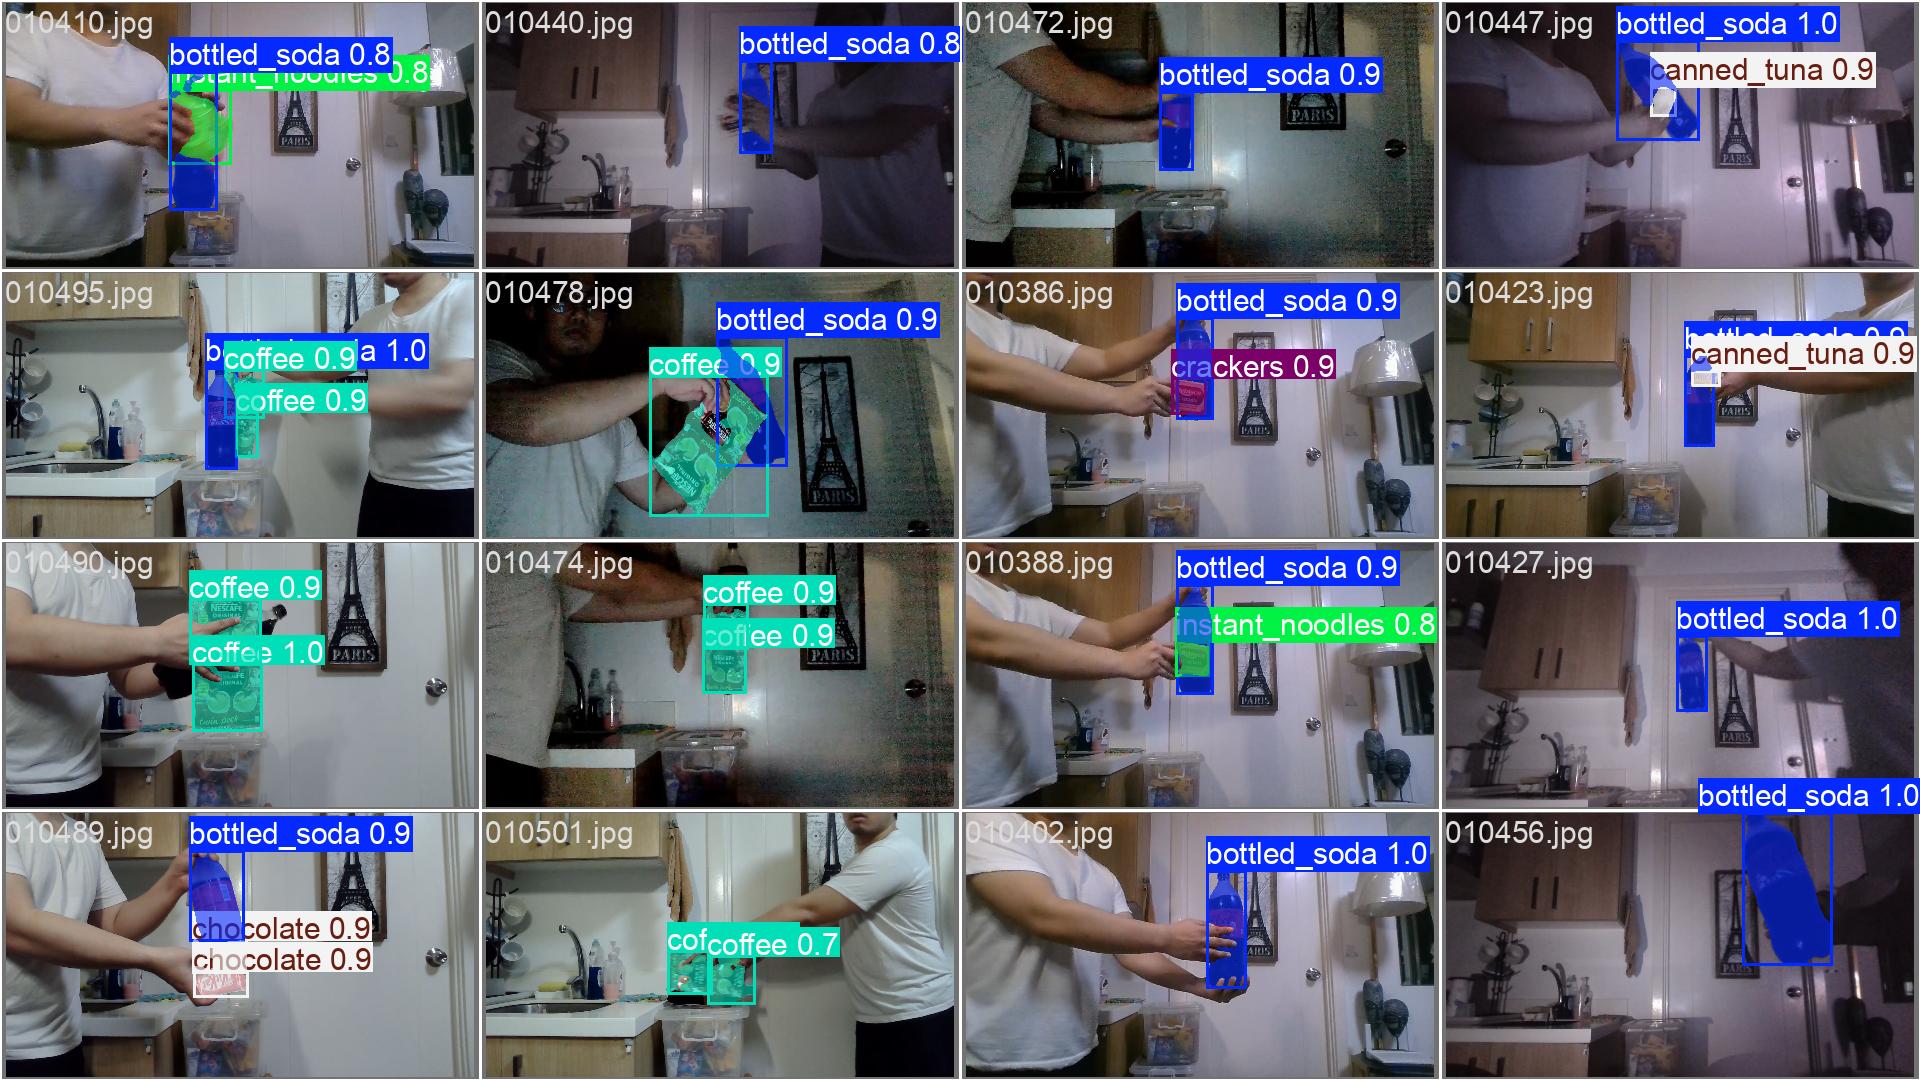 010410.jpg
bottled_soda 0.8
instant_noodles 0.8
PARIS
010440.jpg
bottled_soda 0.8
010472.jpg
bottled_soda 0.9
PARIS
010447.jpg
bottled_soda 1.0
canned_tuna 0.9
PARIS
010495.jpg
a 1.0
coffee 0.9
coffee 0.9
010478.jpg
bottled_soda 0.9
coffee 0.9
NESCAFE
ORIGINAL
PARIS
010386.jpg
bottled_soda 0.9
crackers 0.9
PARIS
010423.jpg
canned_tuna 0.9
PARIS
010490.jpg
coffee 0.9
NESCAFE
ORIGINAL
coffee 1.0
ORIGINAL
twin pack
PARIS
010474.jpg
coffee 0.9
coffee 0.9
PARIS
010388.jpg
bottled_soda 0.9
instant_noodles 0.8
PARIS
010427.jpg
bottled_soda 1.0
PARIS
010489.jpg
bottled_soda 0.9
chocolate 0.9
chocolate 0.9
010501.jpg
cof
coffee 0.7
010402.jpg
bottled_soda 1.0
010456.jpg
bottled_soda 1.0